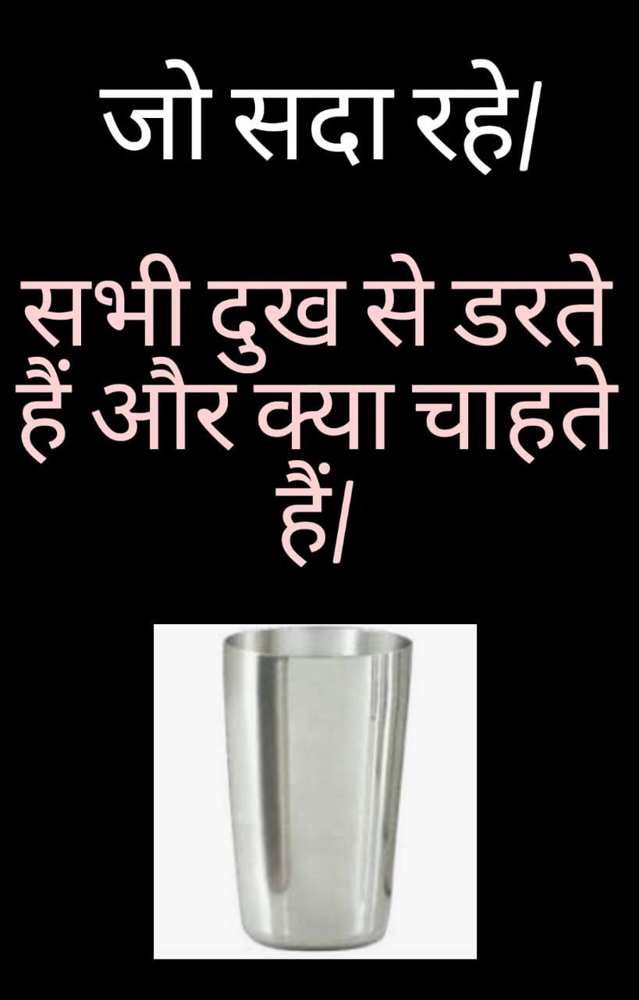 जो सदा रहे/
सभी दुख से डरते
हैं और क्या चाहते
हैं/